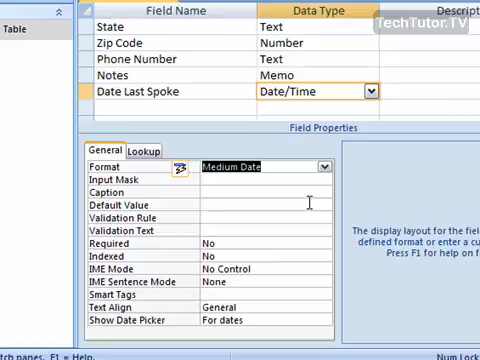 Field Name Data Type Descript
TechTutor.TV
Table
State Text
Zip Code Number
Phone Number Text
Notes Memo
Date Last Spoke Date/Time
Field Properties
General Lookup
Format Medium Date
Input Mask
Caption
Default Value
Validation Rule
Validation Text
Required No
Indexed No
IME Mode No Control
IME Sentence Mode None
Smart Tags
Text Align General
Show Date Picker For dates
The display layout for the fiel
defined format or enter a cu
Press F1 for help on f
tch panes. F1 = Help. Num Lock